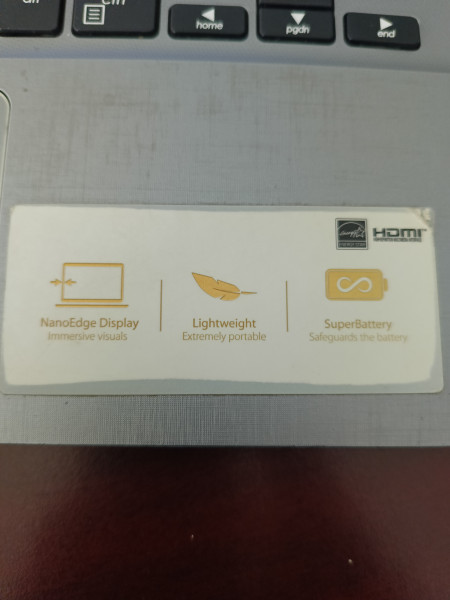 Ctrl
home
pgdn
end
HDMI
NanoEdge Display
Immersive visuals
Lightweight
Extremely portable
SuperBattery
Safeguards the battery